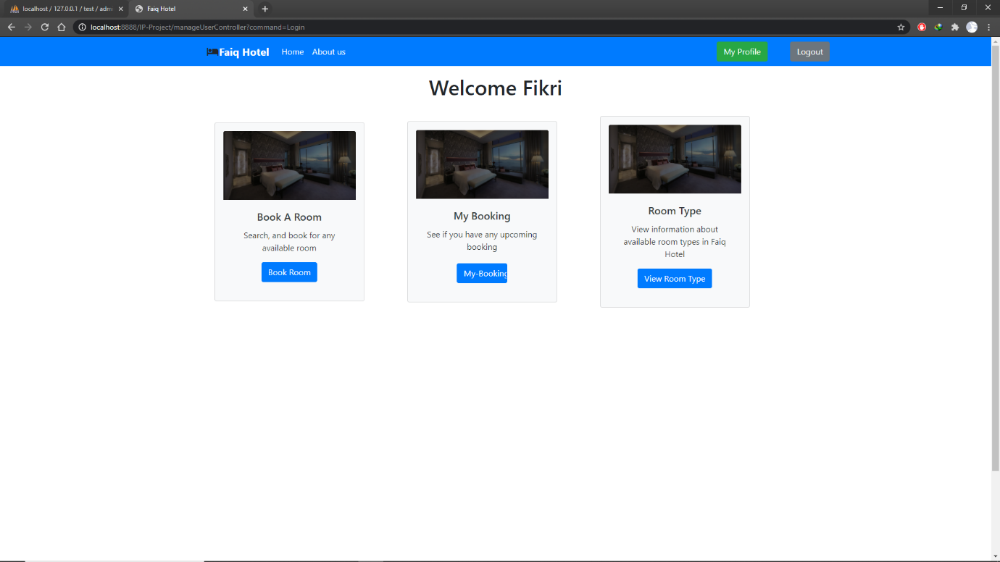 localhost / 127.0.0.1 / test / adm
Faiq Hotel
localhost:8888/IP-Project/manageUserController?command=Login
Faiq Hotel
Home
About us
My Profile
Logout
Welcome Fikri
Book A Room
Search, and book for any
available room
Book Room
My Booking
See if you have any upcoming
booking
My-Booking
Room Type
View information about
available room types in Faiq
Hotel
View Room Type